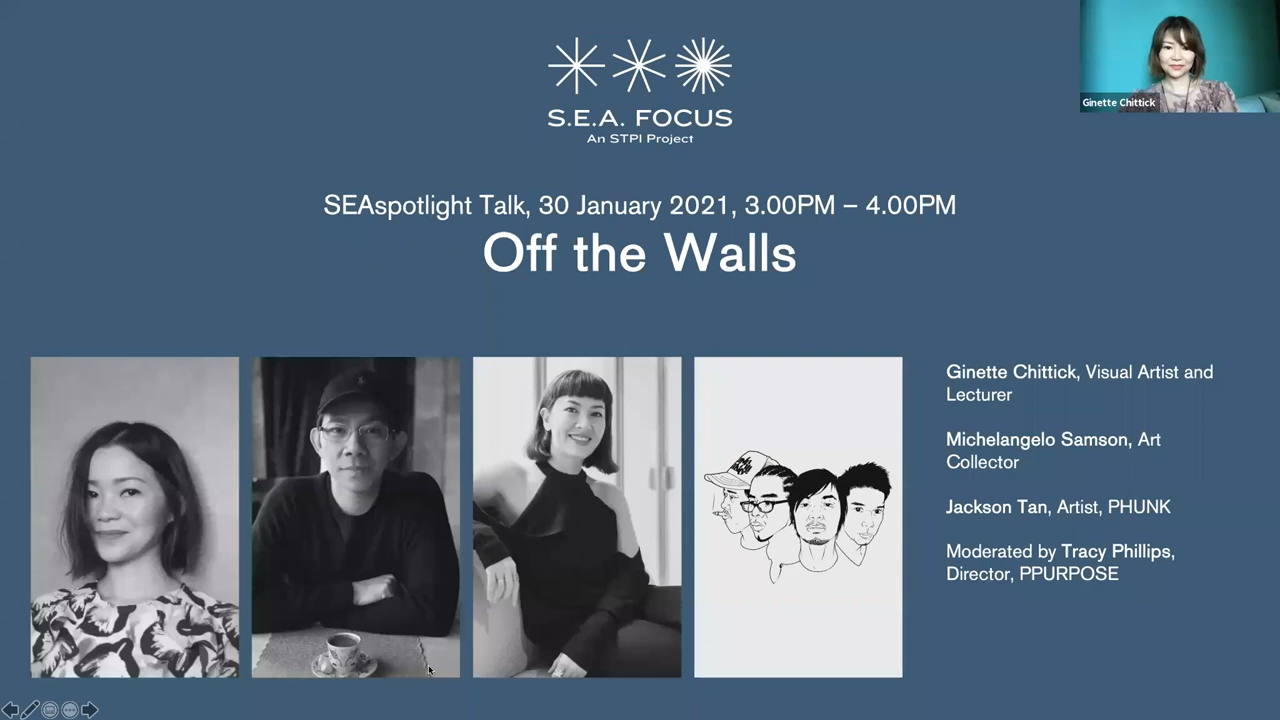 S.E.A. FOCUS
An STPI Project
Ginette Chittick
SEAspotlight Talk, 30 January 2021, 3.00PM – 4.00PM
Off the Walls
Ginette Chittick, Visual Artist and
Lecturer
Michelangelo Samson, Art
Collector
Jackson Tan, Artist, PHUNK
Moderated by Tracy Phillips,
Director, PPURPOSE